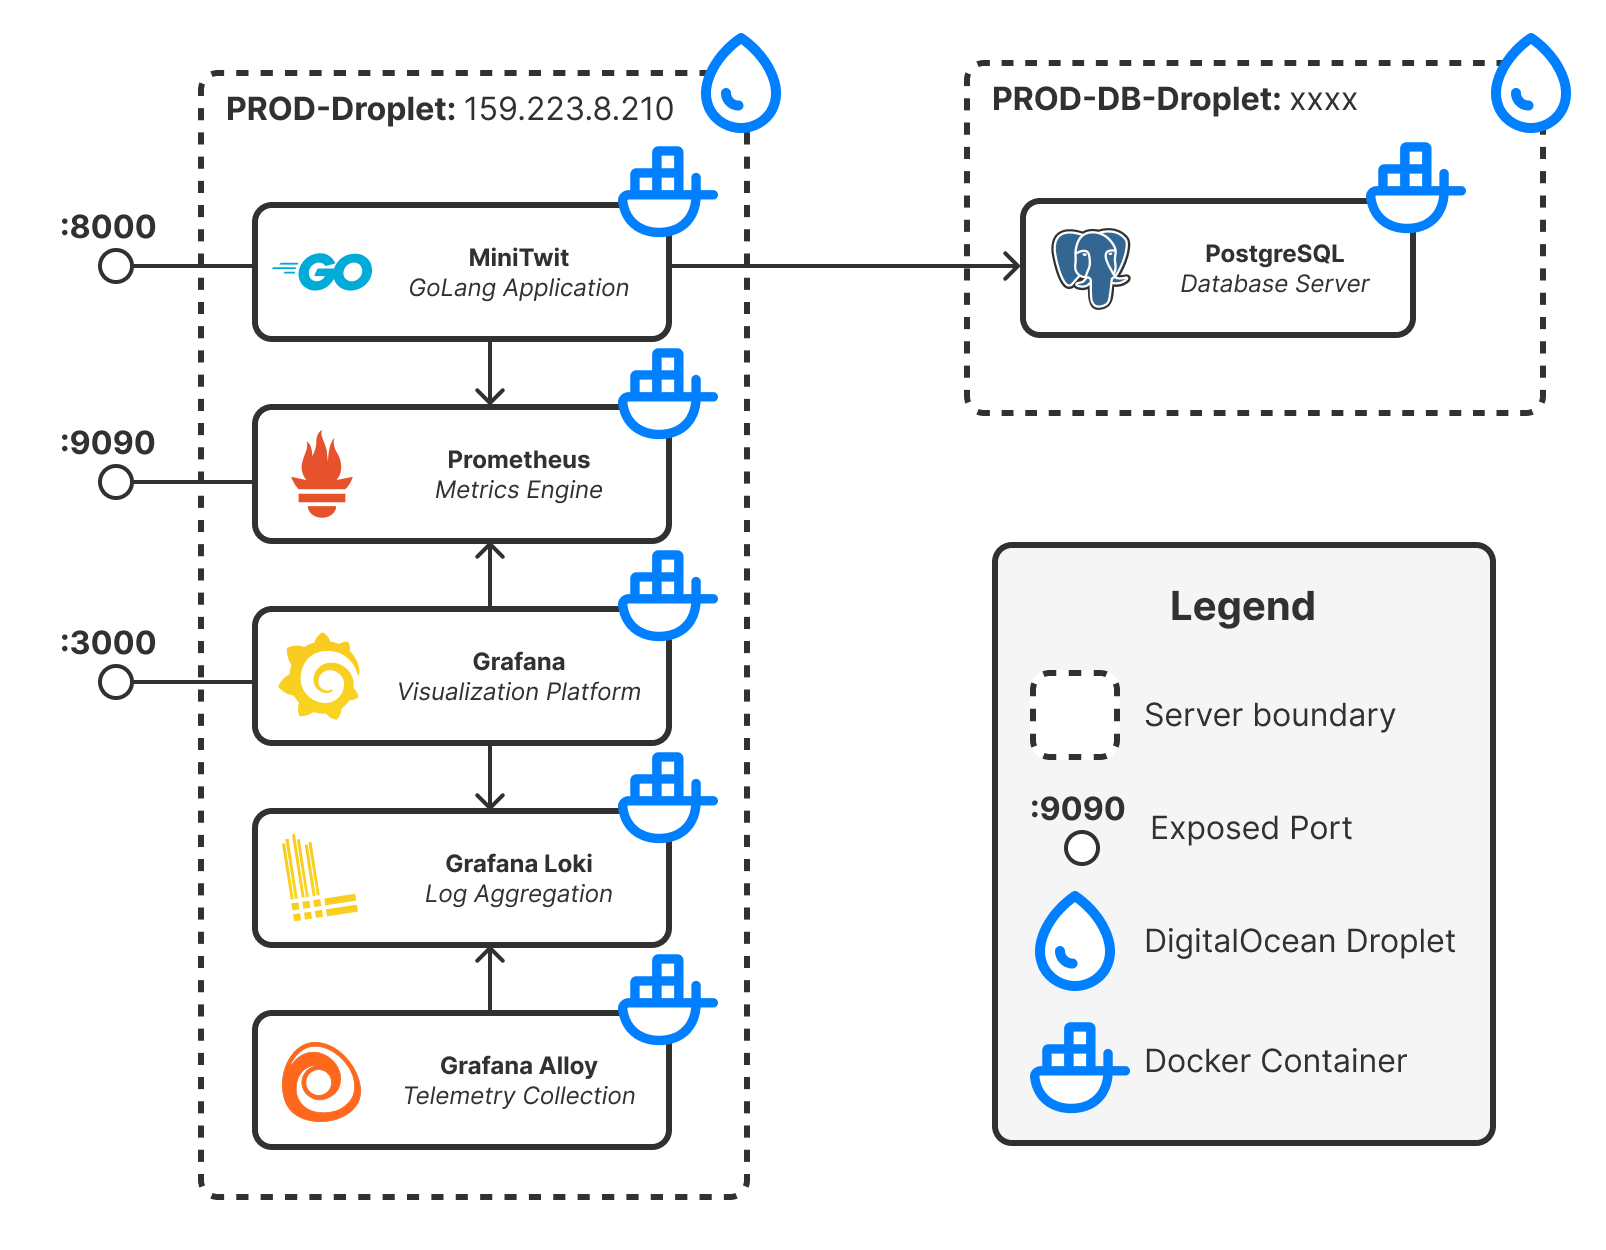 PROD-Droplet: 159.223.8.210
:8000
GO
MiniTwit
GoLang Application
:9090
Prometheus
Metrics Engine
:3000
Grafana
Visualization Platform
Grafana Loki
Log Aggregation
Grafana Alloy
Telemetry Collection
PROD-DB-Droplet: xxxx
PostgreSQL
Database Server
Legend
Server boundary
:9090
Exposed Port
DigitalOcean Droplet
Docker Container